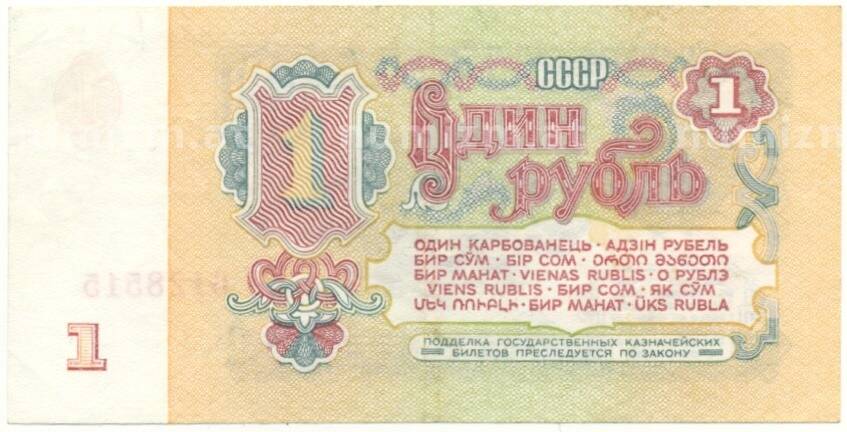 СССР
1
1
Один
рубль
ОДИН КАРБОВАНЕЦЬ · АДЗІН РУБЕЛЬ
БИР СЎМ · БІР СОМ · ერთი მანეთი
БИР МАНАТ · VIENAS RUBLIS · О РУБЛЭ
VIENS RUBLIS · БИР СОМ · ЯК СЎМ
ՄԵԿ ՌՈՒԲԼԻ · БИР МАНАТ · ÜKS RUBLA
1
ПОДДЕЛКА ГОСУДАРСТВЕННЫХ КАЗНАЧЕЙСКИХ
БИЛЕТОВ ПРЕСЛЕДУЕТСЯ ПО ЗАКОНУ